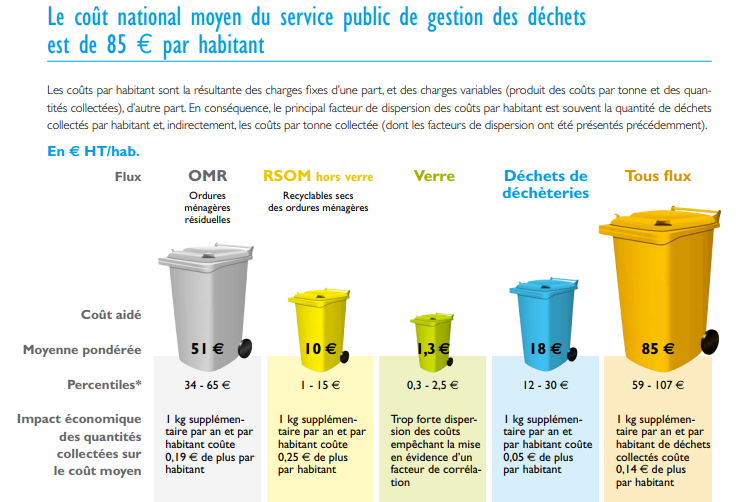 Le coût national moyen du service public de gestion des déchets
est de 85 € par habitant
Les coûts par habitant sont la résultante des charges fixes d'une part, et des charges variables (produit des coûts par tonne et des quan-
tités collectées), d'autre part. En conséquence, le principal facteur de dispersion des coûts par habitant est souvent la quantité de déchets
collectés par habitant et, indirectement, les coûts par tonne collectée (dont les facteurs de dispersion ont été présentés précédemment).
En € HT/hab.
Flux
OMR
Ordures
ménagères
résiduelles
RSOM hors verre
Recyclables secs
des ordures ménagères
Verre
Déchets de
déchèteries
Tous flux
Coût aidé
Moyenne pondérée
51 €
10 €
1,3 €
18 €
85 €
Percentiles*
34 - 65 €
1 - 15 €
0,3 - 2,5 €
12 - 30 €
59 - 107 €
Impact économique
des quantités
collectées sur
le coût moyen
1 kg supplémen-
taire par an et par
habitant coûte
0,19 € de plus par
habitant
1 kg supplémen-
taire par an et par
habitant coûte
0,25 € de plus
par habitant
Trop forte disper-
sion des coûts
empêchant la mise
en évidence d'un
facteur de corréla-
tion
1 kg supplémen-
taire par an et
par habitant coûte
0,05 € de plus
par habitant
1 kg supplémen-
taire par an et par
habitant de déchets
collectés coûte
0,14 € de plus
par habitant